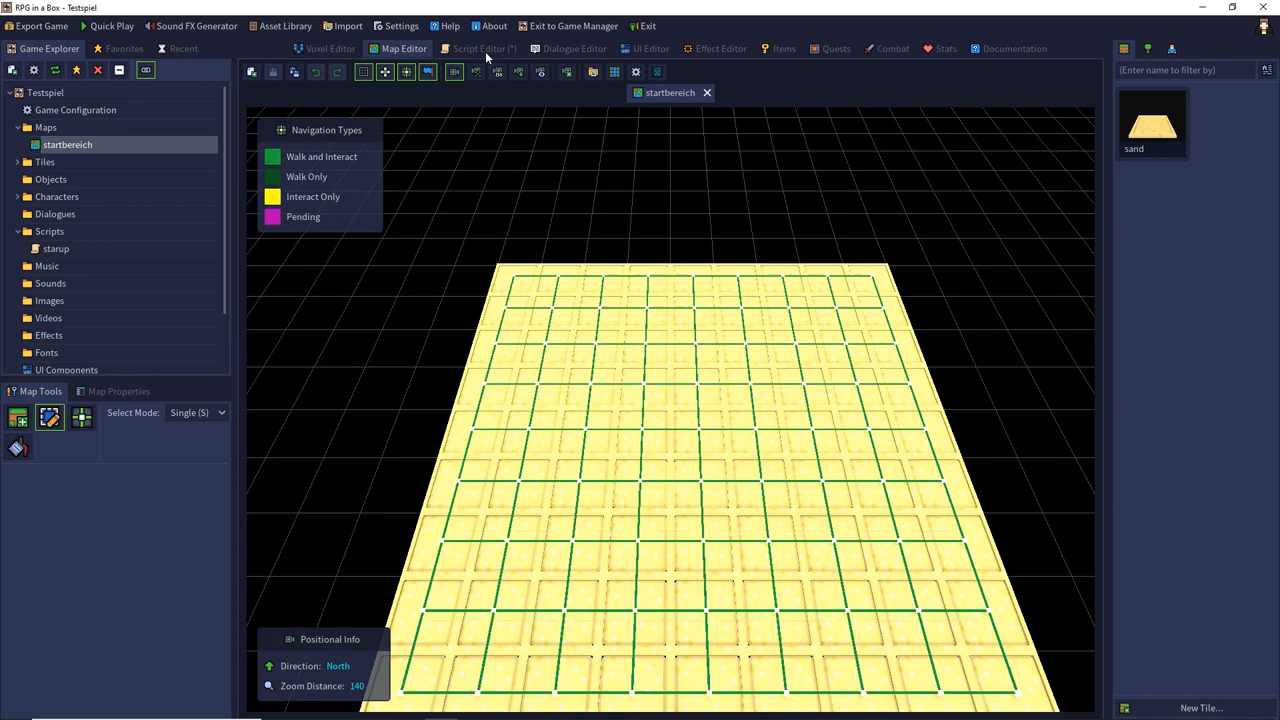 RPG in a Box - Testspiel
Export Game Quick Play Sound FX Generator Asset Library Import Settings Help About Exit to Game Manager Exit
Game Explorer Favorites Recent Voxel Editor Map Editor Script Editor (*) Dialogue Editor UI Editor Effect Editor Items Quests Combat Stats Documentation
(Enter name to filter)
startbereich
Testspiel
Game Configuration
Maps
startbereich
Tiles
Objects
Characters
Dialogues
Scripts
starup
Music
Sounds
Images
Videos
Effects
Fonts
UI Components
Map Tools Map Properties
Select Mode: Single (S)
Navigation Types
Walk and Interact
Walk Only
Interact Only
Pending
Positional Info
Direction: North
Zoom Distance: 140
sand
New Tile...